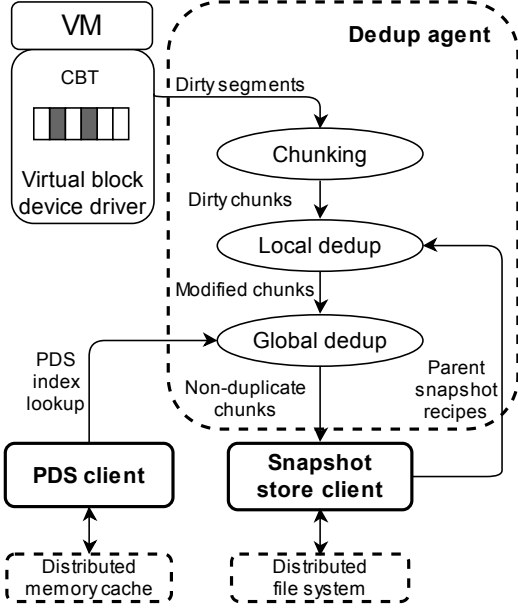 VM
Dedup agent
CBT
Dirty segments
Virtual block
device driver
Chunking
Dirty chunks
Local dedup
Modified chunks
Global dedup
PDS
index
lookup
Non-duplicate
chunks
Parent
snapshot
recipes
PDS client
Snapshot
store client
Distributed
memory cache
Distributed
file system